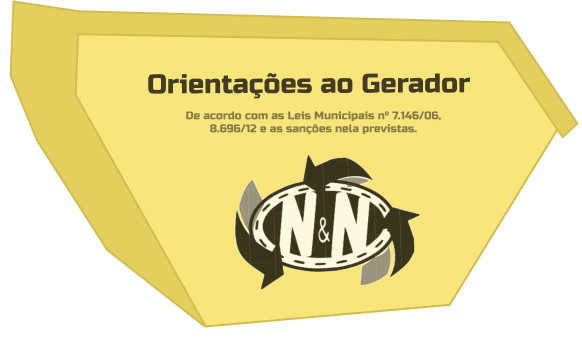 Orientações ao Gerador
De acordo com as Leis Municipais nº 7.146/06,
8.696/12 e as sanções nela previstas.
N&N